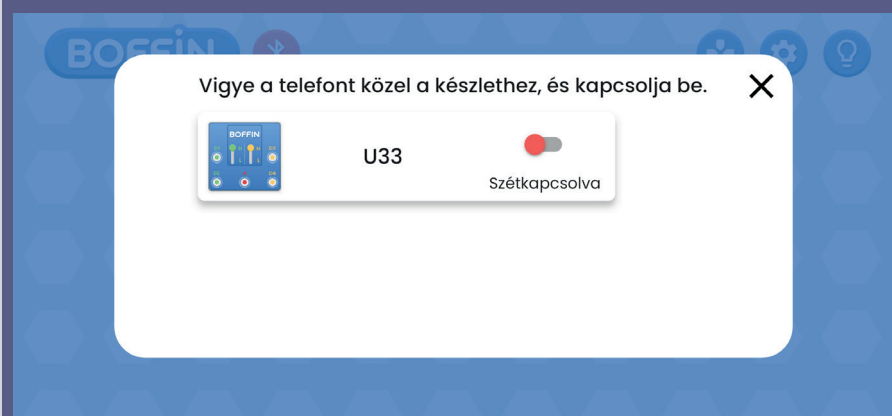 BOFFIN
Vigye a telefont közel a készlethez, és kapcsolja be.
BOFFIN
U33
Szétkapcsolva